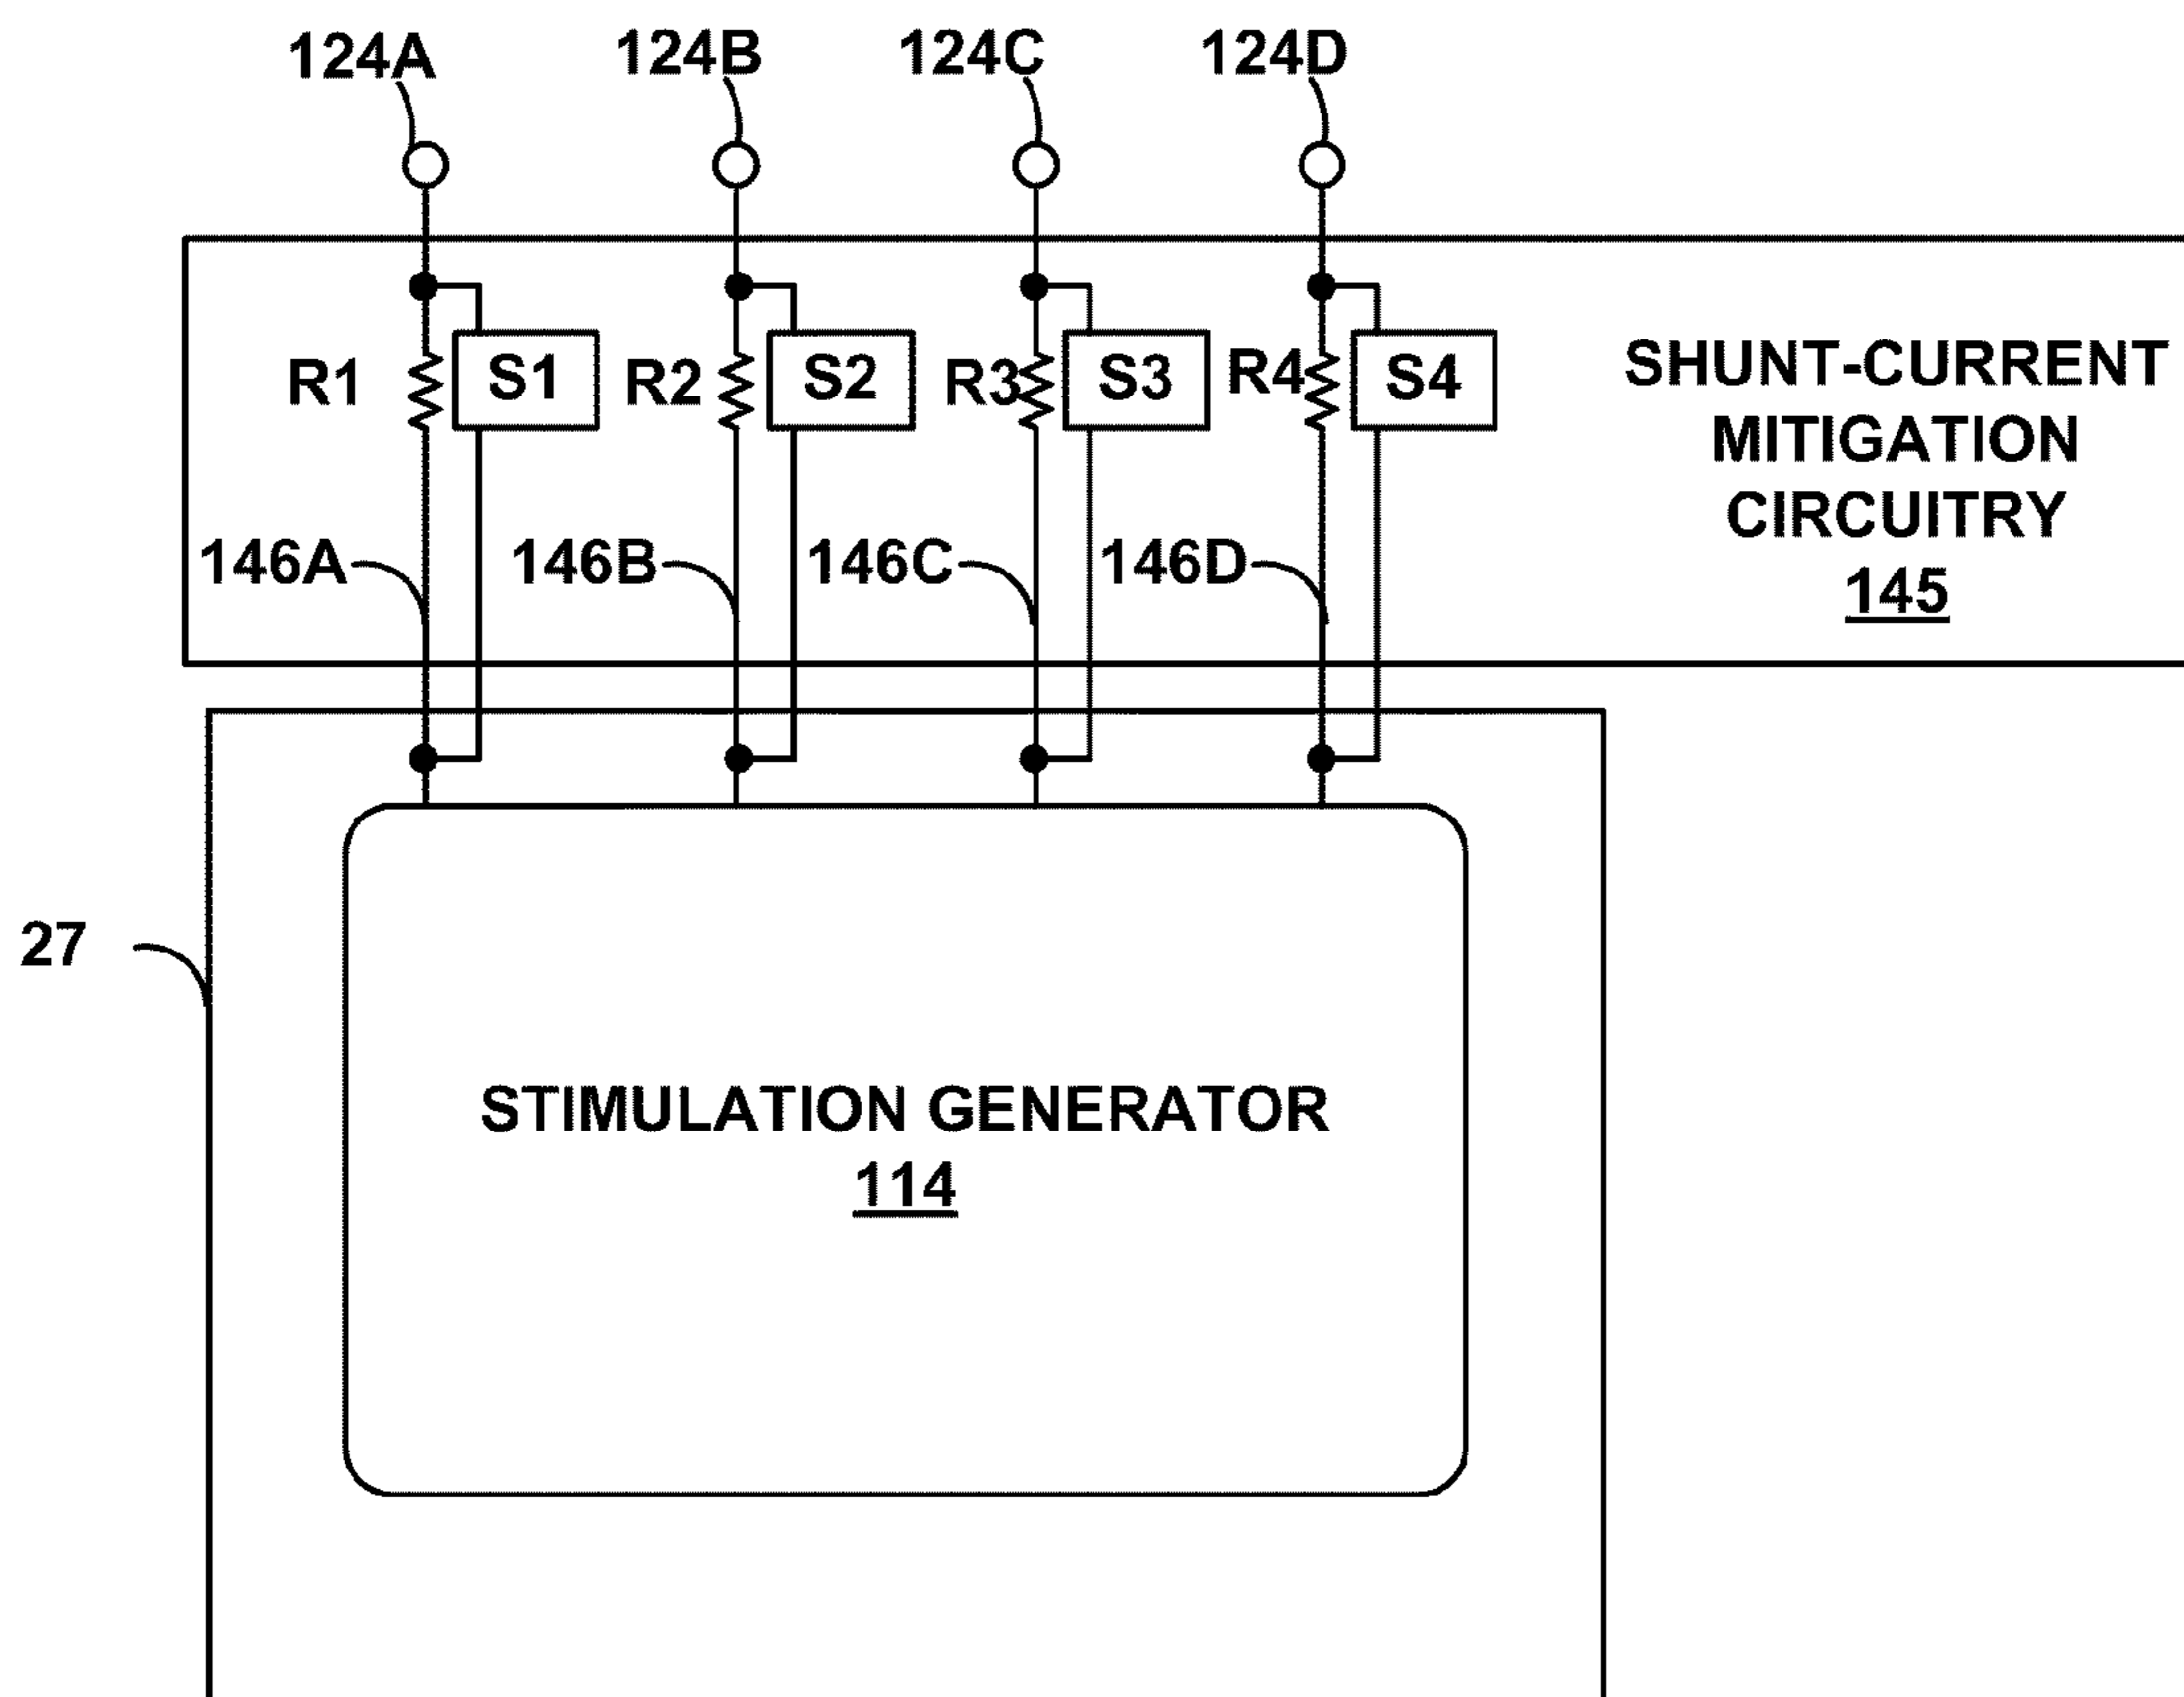 124A 124B 124C 124D
R1 S1 R2 S2 R3 S3 R4 S4
SHUNT-CURRENT
MITIGATION
CIRCUITRY
145
146A 146B 146C 146D
27
STIMULATION GENERATOR
114